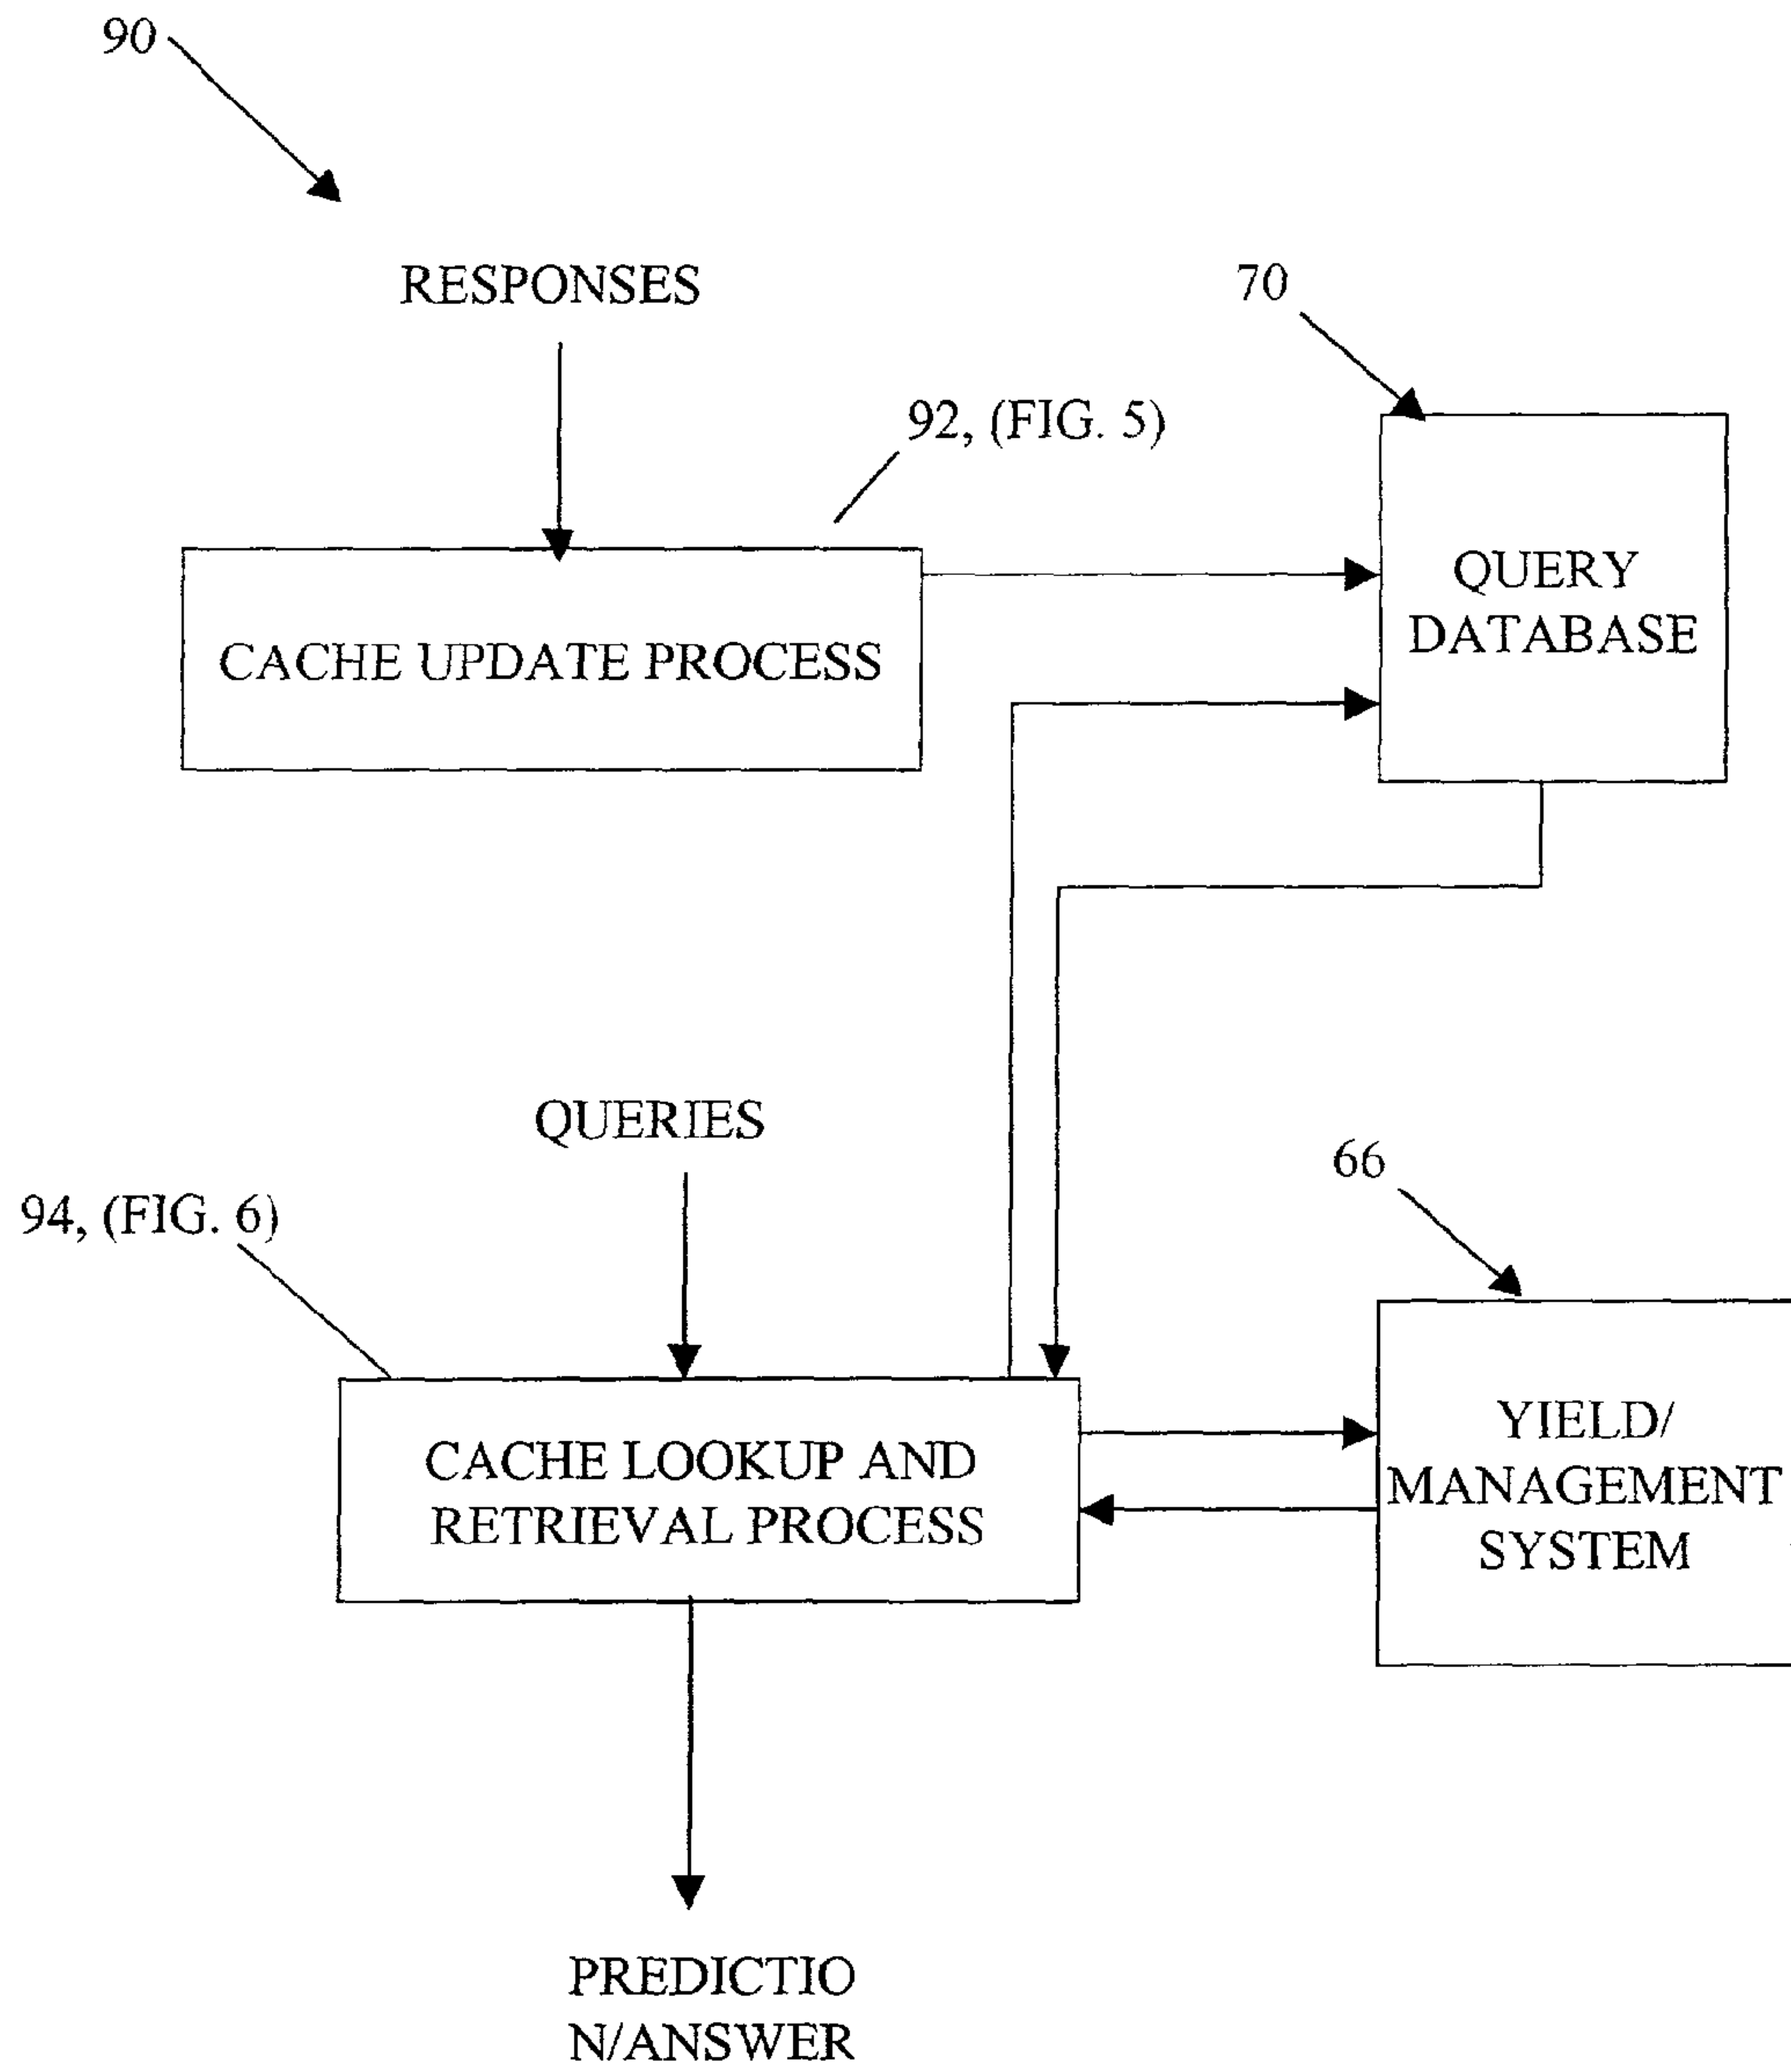 90
RESPONSES
70
92, (FIG. 5)
QUERY
DATABASE
CACHE UPDATE PROCESS
QUERIES
66
94, (FIG. 6)
CACHE LOOKUP AND
RETRIEVAL PROCESS
YIELD/
MANAGEMENT
SYSTEM
PREDICTIO
N/ANSWER